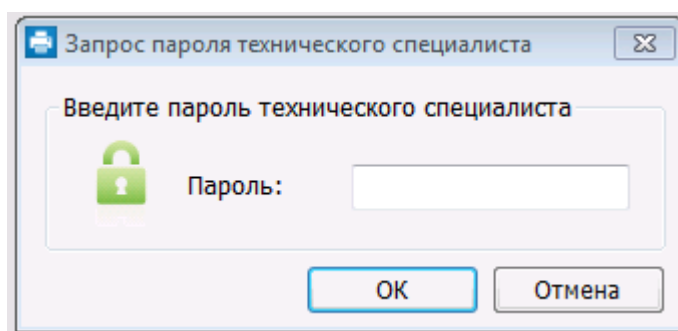 Запрос пароля технического специалиста
Введите пароль технического специалиста
Пароль:
ОК
Отмена